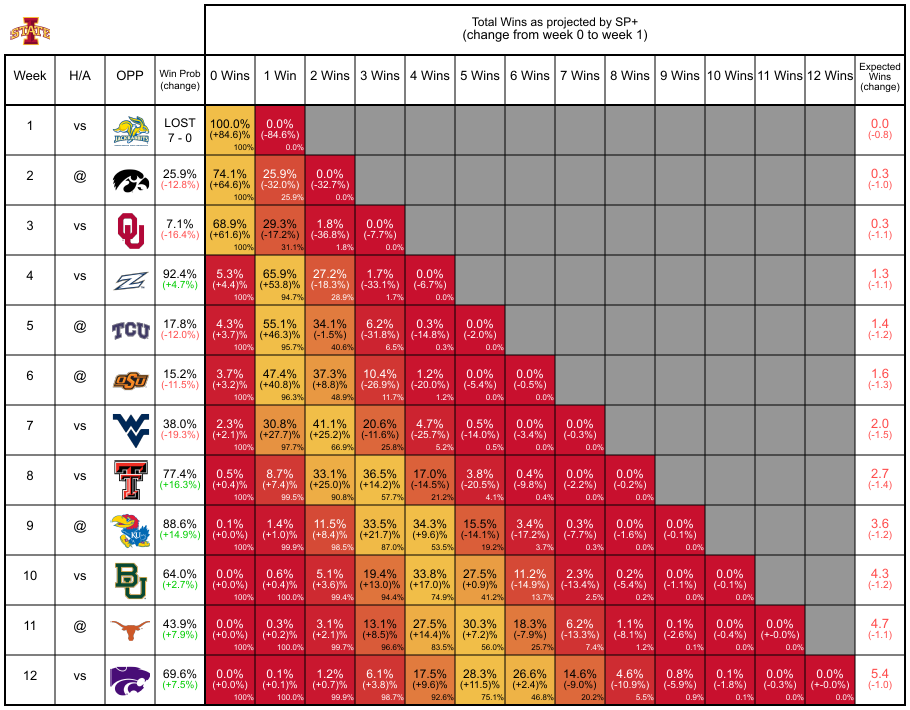 STATE
Total Wins as projected by SP+
(change from week 0 to week 1)
Week H/A OPP Win Prob (change) 0 Wins 1 Win 2 Wins 3 Wins 4 Wins 5 Wins 6 Wins 7 Wins 8 Wins 9 Wins 10 Wins 11 Wins 12 Wins Expected Wins (change)
1 vs JACKRABBITS LOST 100.0% 0.0% 0.0
7 - 0 (+84.6)% (-84.6%) (-0.8)
100% 0.0%
2 @ 25.9% 74.1% 25.9% 0.0% 0.3
(-12.8%) (+64.6)% (-32.0%) (-32.7%) (-1.0)
100% 25.9% 0.0%
3 vs OU 7.1% 68.9% 29.3% 1.8% 0.0% 0.3
(-16.4%) (+61.6)% (-17.2%) (-36.8%) (-7.7%) (-1.1)
100% 31.1% 1.8% 0.0%
4 vs 92.4% 5.3% 65.9% 27.2% 1.7% 0.0% 1.3
(+4.7%) (+4.4)% (+53.8)% (-18.3%) (-33.1%) (-6.7%) (-1.1)
100% 94.7% 28.9% 1.7% 0.0%
5 @ TCU 17.8% 4.3% 55.1% 34.1% 6.2% 0.3% 0.0% 1.4
(-12.0%) (+3.7)% (+46.3)% (-1.5%) (-31.8%) (-14.8%) (-2.0%) (-1.2)
100% 95.7% 40.6% 6.5% 0.3% 0.0%
6 @ OSU 15.2% 3.7% 47.4% 37.3% 10.4% 1.2% 0.0% 0.0% 1.6
(-11.5%) (+3.2)% (+40.8)% (+8.8)% (-26.9%) (-20.0%) (-5.4%) (-0.5%) (-1.3)
100% 96.3% 48.9% 11.7% 1.2% 0.0% 0.0%
7 vs WV 38.0% 2.3% 30.8% 41.1% 20.6% 4.7% 0.5% 0.0% 0.0% 2.0
(-19.3%) (+2.1)% (+27.7)% (+25.2)% (-11.6%) (-25.7%) (-14.0%) (-3.4%) (-0.3%) (-1.5)
100% 97.7% 66.9% 25.8% 5.2% 0.5% 0.0% 0.0%
8 vs T 77.4% 0.5% 8.7% 33.1% 36.5% 17.0% 3.8% 0.4% 0.0% 0.0% 2.7
(+16.3%) (+0.4)% (+7.4)% (+25.0)% (+14.2)% (-14.5%) (-20.5%) (-9.8%) (-2.2%) (-0.2%) (-1.4)
100% 99.5% 90.8% 57.7% 21.2% 4.1% 0.4% 0.0% 0.0%
9 @ KU 88.6% 0.1% 1.4% 11.5% 33.5% 34.3% 15.5% 3.4% 0.3% 0.0% 0.0% 3.6
(+14.9%) (+0.0)% (+1.0)% (+8.4)% (+21.7)% (+9.6)% (-14.1%) (-17.2%) (-7.7%) (-1.6%) (-0.1%) (-1.2)
100% 99.9% 98.5% 87.0% 53.5% 19.2% 3.7% 0.3% 0.0% 0.0%
10 vs BU 64.0% 0.0% 0.6% 5.1% 19.4% 33.8% 27.5% 11.2% 2.3% 0.2% 0.0% 0.0% 4.3
(+2.7%) (+0.0)% (+0.4)% (+3.6)% (+13.0)% (+17.0)% (+0.9)% (-14.9%) (-13.4%) (-5.4%) (-1.1%) (-0.1%) (-1.2)
100% 100.0% 99.4% 94.4% 74.9% 41.2% 13.7% 2.5% 0.2% 0.0% 0.0%
11 @ 43.9% 0.0% 0.3% 3.1% 13.1% 27.5% 30.3% 18.3% 6.2% 1.1% 0.1% 0.0% 0.0% 4.7
(+7.9%) (+0.0)% (+0.2)% (+2.1)% (+8.5)% (+14.4)% (+7.2)% (-7.9%) (-13.3%) (-8.1%) (-2.6%) (-0.4%) (+-0.0%) (-1.1)
100% 100.0% 99.7% 96.6% 83.5% 56.0% 25.7% 7.4% 1.2% 0.1% 0.0% 0.0%
12 vs 69.6% 0.0% 0.1% 1.2% 6.1% 17.5% 28.3% 26.6% 14.6% 4.6% 0.8% 0.1% 0.0% 0.0% 5.4
(+7.5%) (+0.0)% (+0.1)% (+0.7)% (+3.8)% (+9.6)% (+11.5)% (+2.4)% (-9.0%) (-10.9%) (-5.9%) (-1.8%) (-0.3%) (+-0.0%) (-1.0)
100% 100.0% 99.9% 98.7% 92.6% 75.1% 46.8% 20.2% 5.5% 0.9% 0.1% 0.0% 0.0%